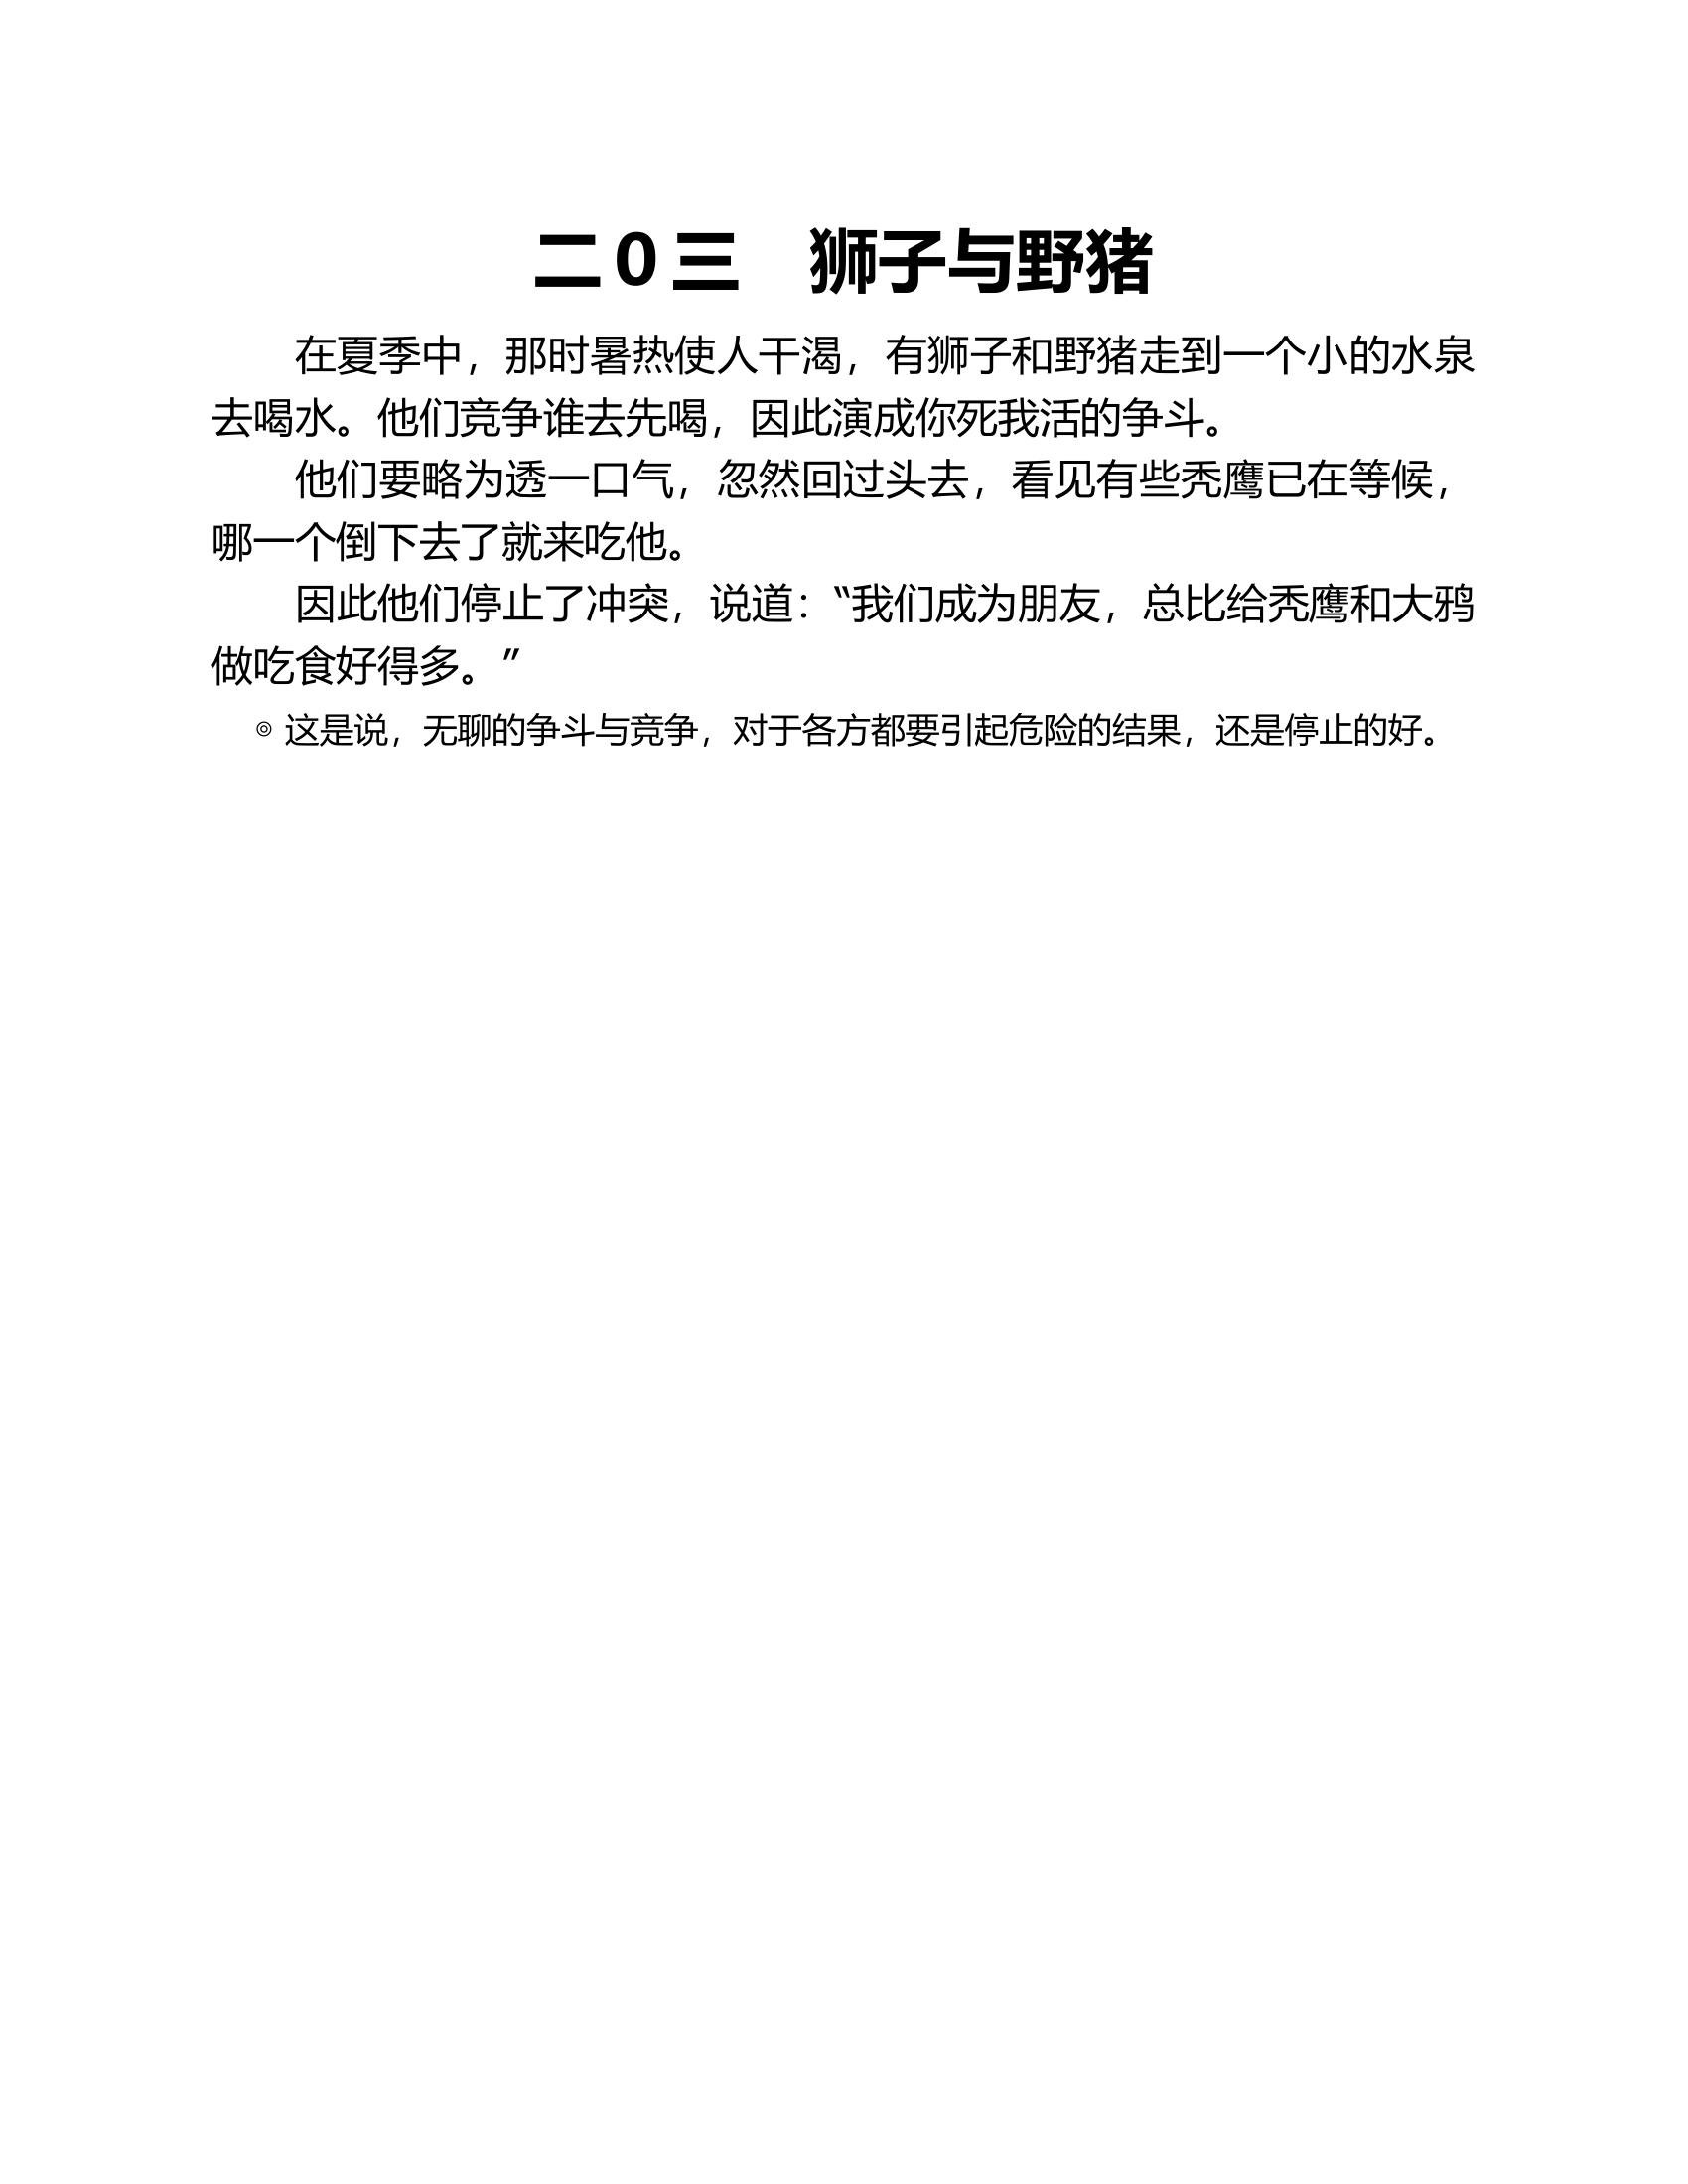 二0三　狮子与野猪
在夏季中，那时暑热使人干渴，有狮子和野猪走到一个小的水泉
去喝水。他们竞争谁去先喝，因此演成你死我活的争斗。
他们要略为透一口气，忽然回过头去，看见有些秃鹰已在等候，
哪一个倒下去了就来吃他。
因此他们停止了冲突，说道：“我们成为朋友，总比给秃鹰和大鸦
做吃食好得多。”
◎ 这是说，无聊的争斗与竞争，对于各方都要引起危险的结果，还是停止的好。